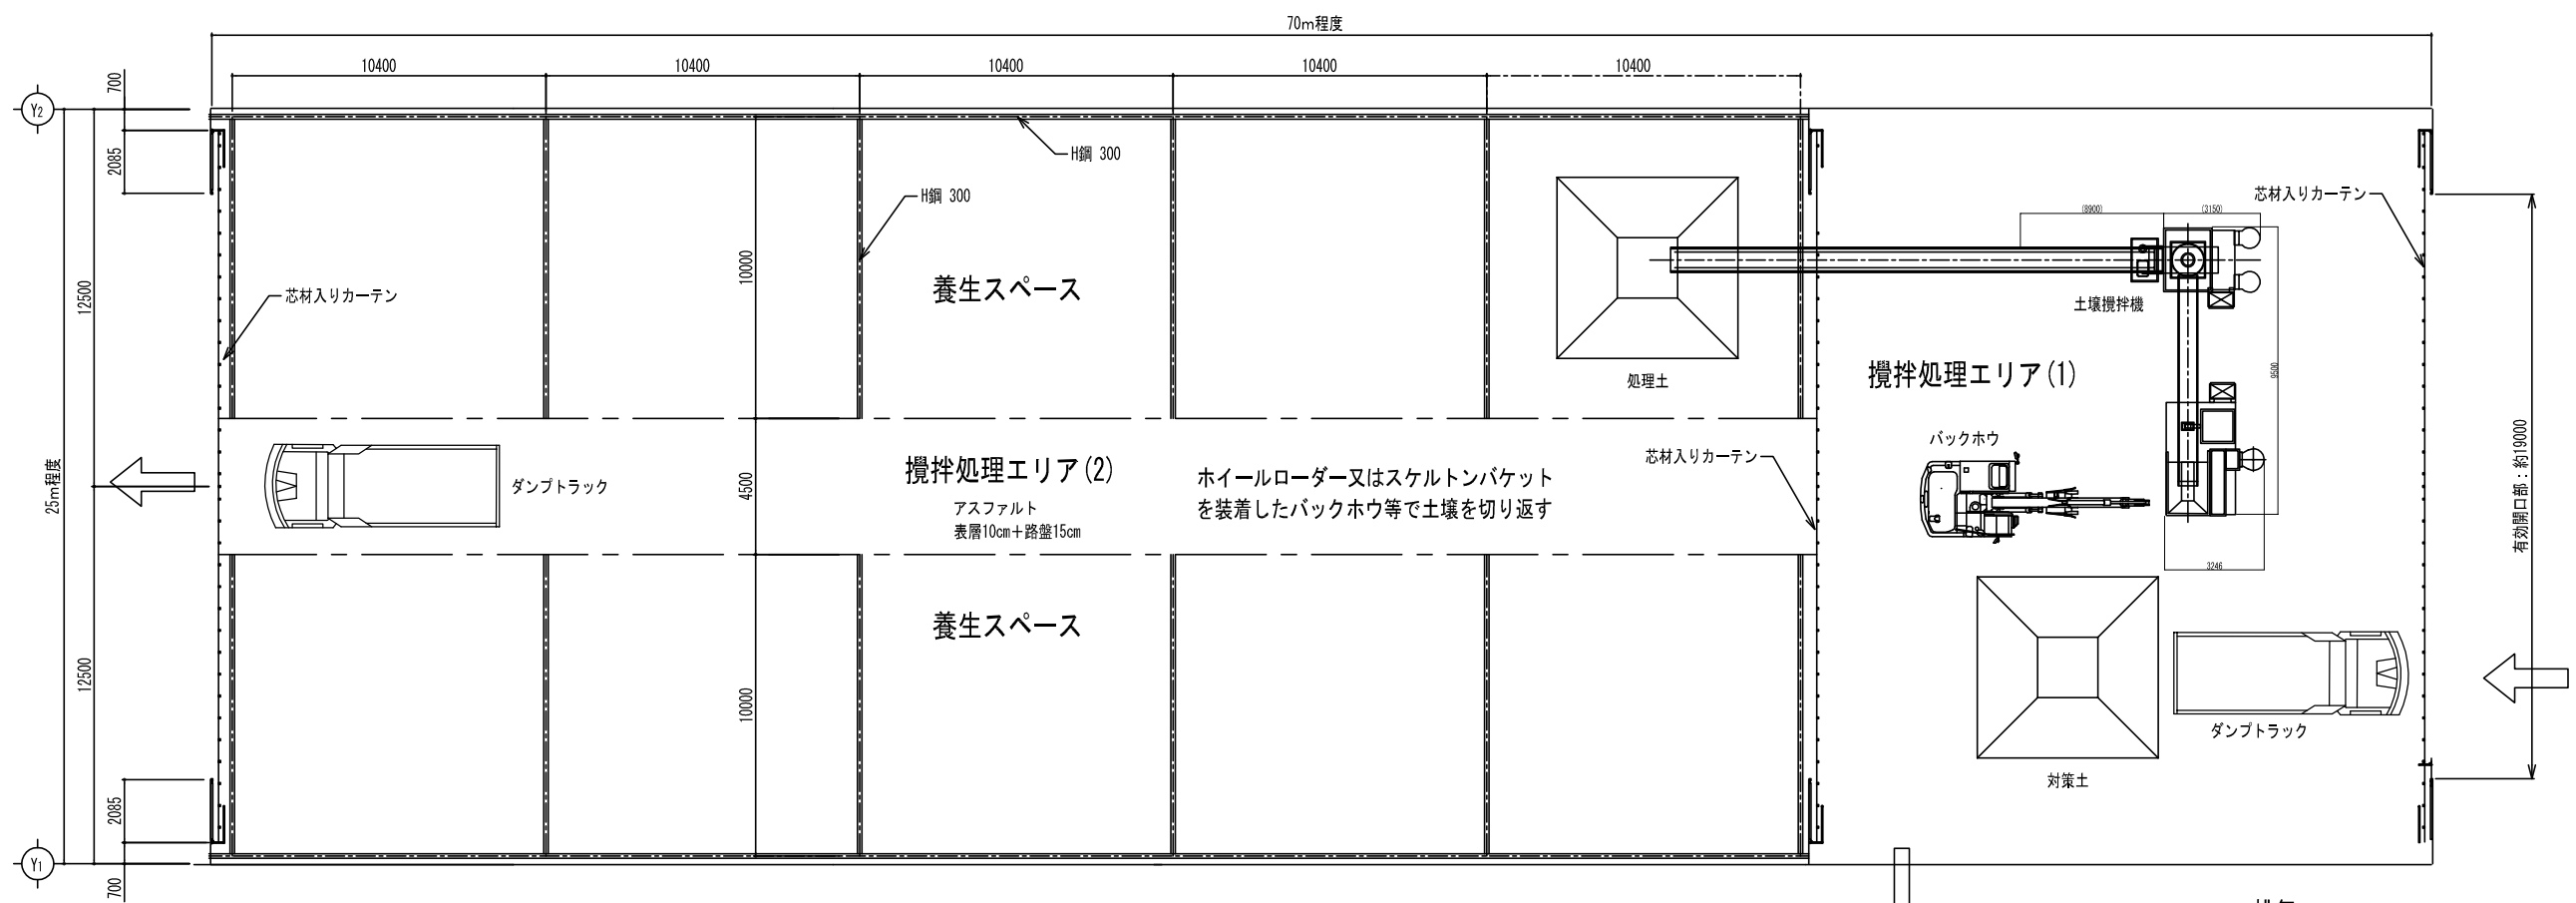 70m程度
10400
10400
10400
10400
10400
Y2
700
2085
12500
25m程度
12500
2085
700
Y1
H鋼 300
H鋼 300
芯材入りカーテン
10000
養生スペース
処理土
芯材入りカーテン
(8900)
(3150)
土壌攪拌機
9500
攪拌処理エリア(1)
バックホウ
3246
有効開口部:約19000
ダンプトラック
4500
攪拌処理エリア(2)
アスファルト
表層10cm+路盤15cm
ホイールローダー又はスケルトンバケット
を装着したバックホウ等で土壌を切り返す
芯材入りカーテン
10000
養生スペース
対策土
ダンプトラック